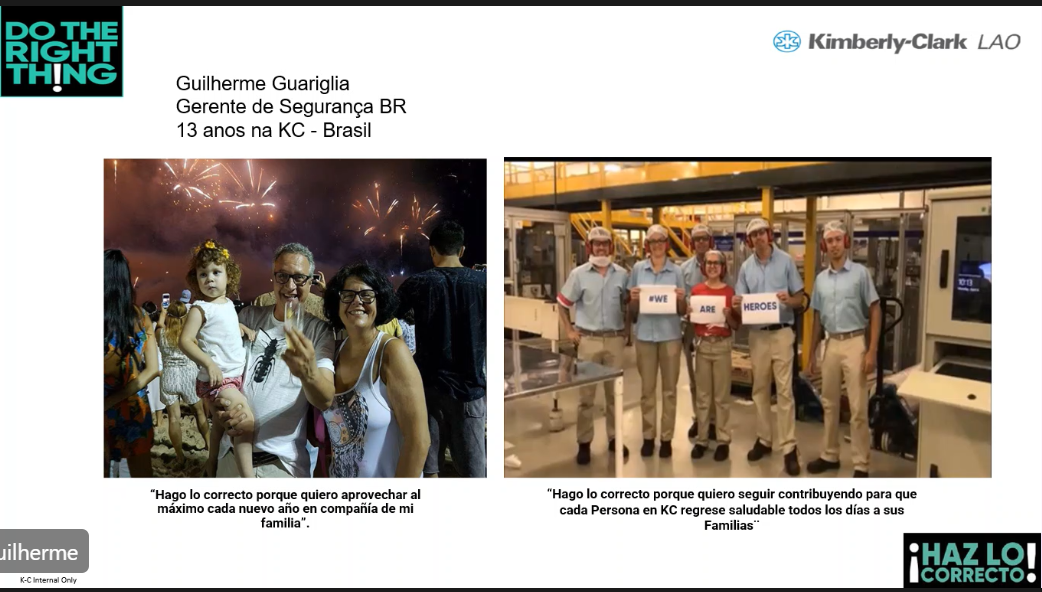 DO THE
RIGHT
TH!NG
Kimberly-Clark LAO
Guilherme Guariglia
Gerente de Segurança BR
13 anos na KC - Brasil
#WE
ARE
HEROES
“Hago lo correcto porque quiero aprovechar al
máximo cada nuevo año en compañía de mi
familia”.
“Hago lo correcto porque quiero seguir contribuyendo para que
cada Persona en KC regrese saludable todos los días a sus
Familias¨
uilherme
K-C Internal Only
¡HAZ LO
CORRECTO!